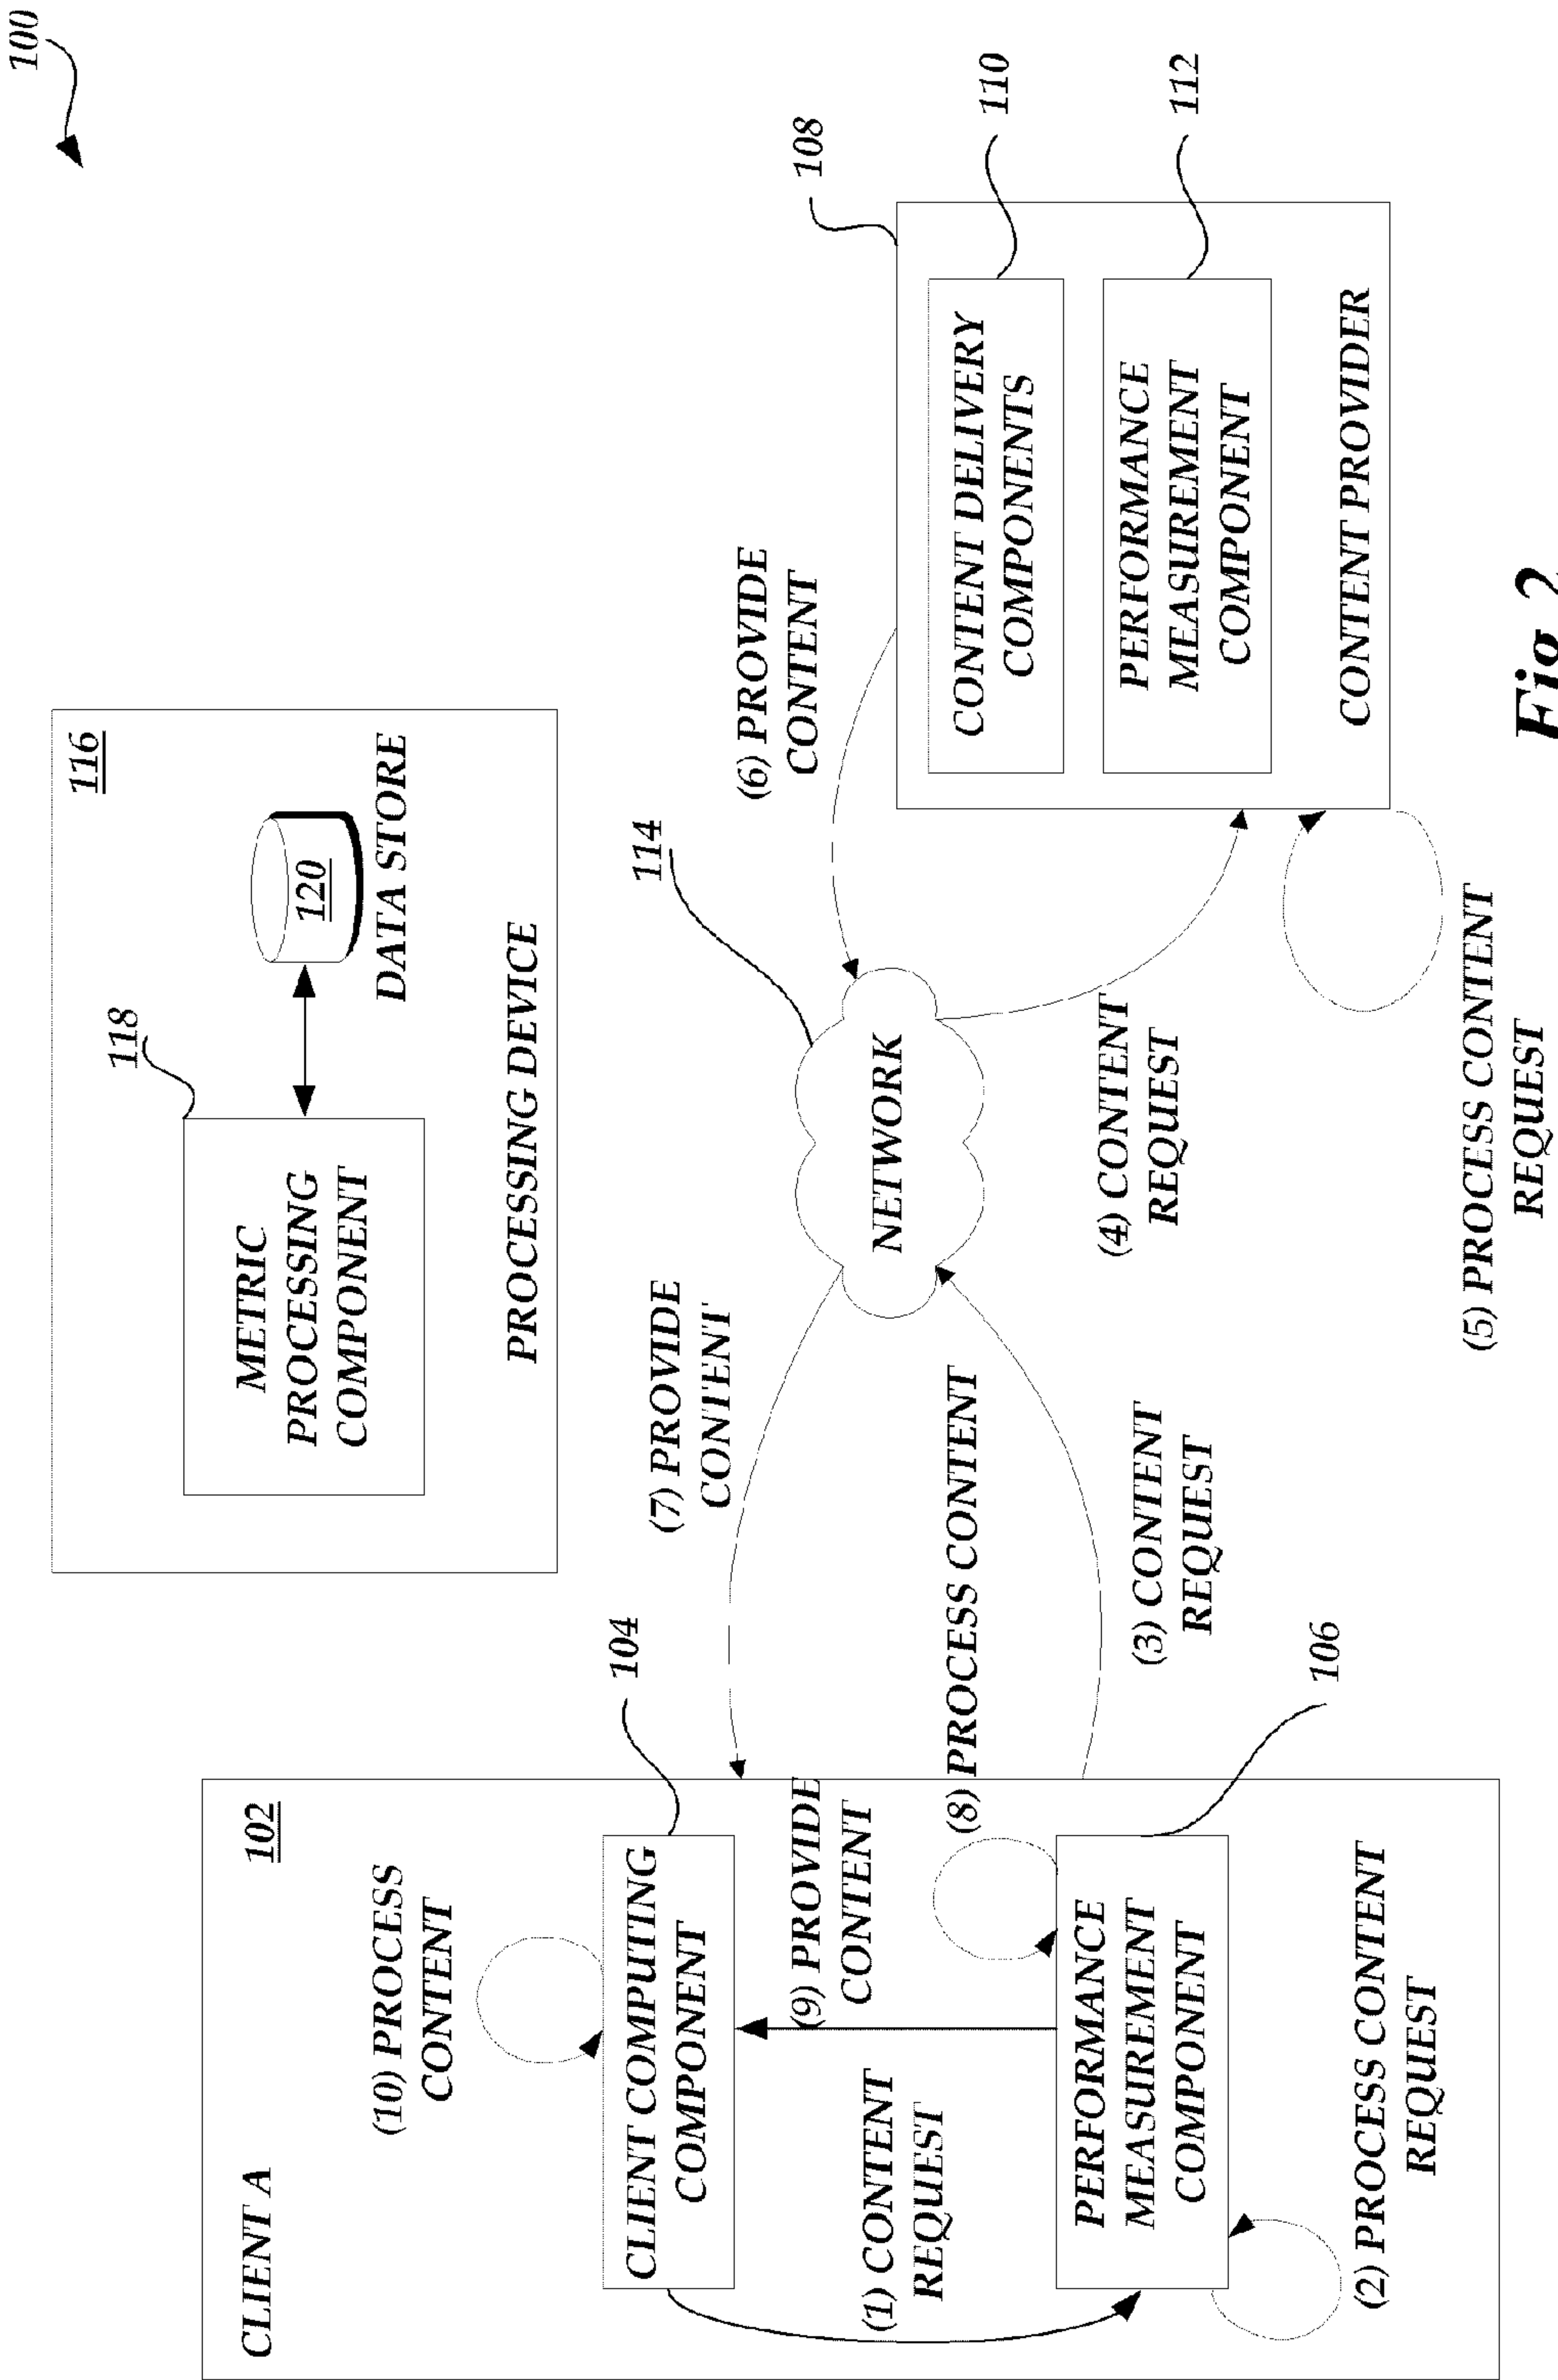 100
116
118
METRIC
PROCESSING
COMPONENT
120
DATA STORE
PROCESSING DEVICE
CLIENT A
102
(10) PROCESS
CONTENT
104
CLIENT COMPUTING
COMPONENT
(1) CONTENT
REQUEST
(9) PROVIDE
CONTENT
(8) PROCESS CONTENT
PERFORMANCE
MEASUREMENT
COMPONENT
106
(2) PROCESS CONTENT
REQUEST
(7) PROVIDE
CONTENT
(3) CONTENT
REQUEST
114
NETWORK
(6) PROVIDE
CONTENT
(4) CONTENT
REQUEST
108
CONTENT DELIVERY
COMPONENTS
110
PERFORMANCE
MEASUREMENT
COMPONENT
112
CONTENT PROVIDER
(5) PROCESS CONTENT
REQUEST
Fig. 2